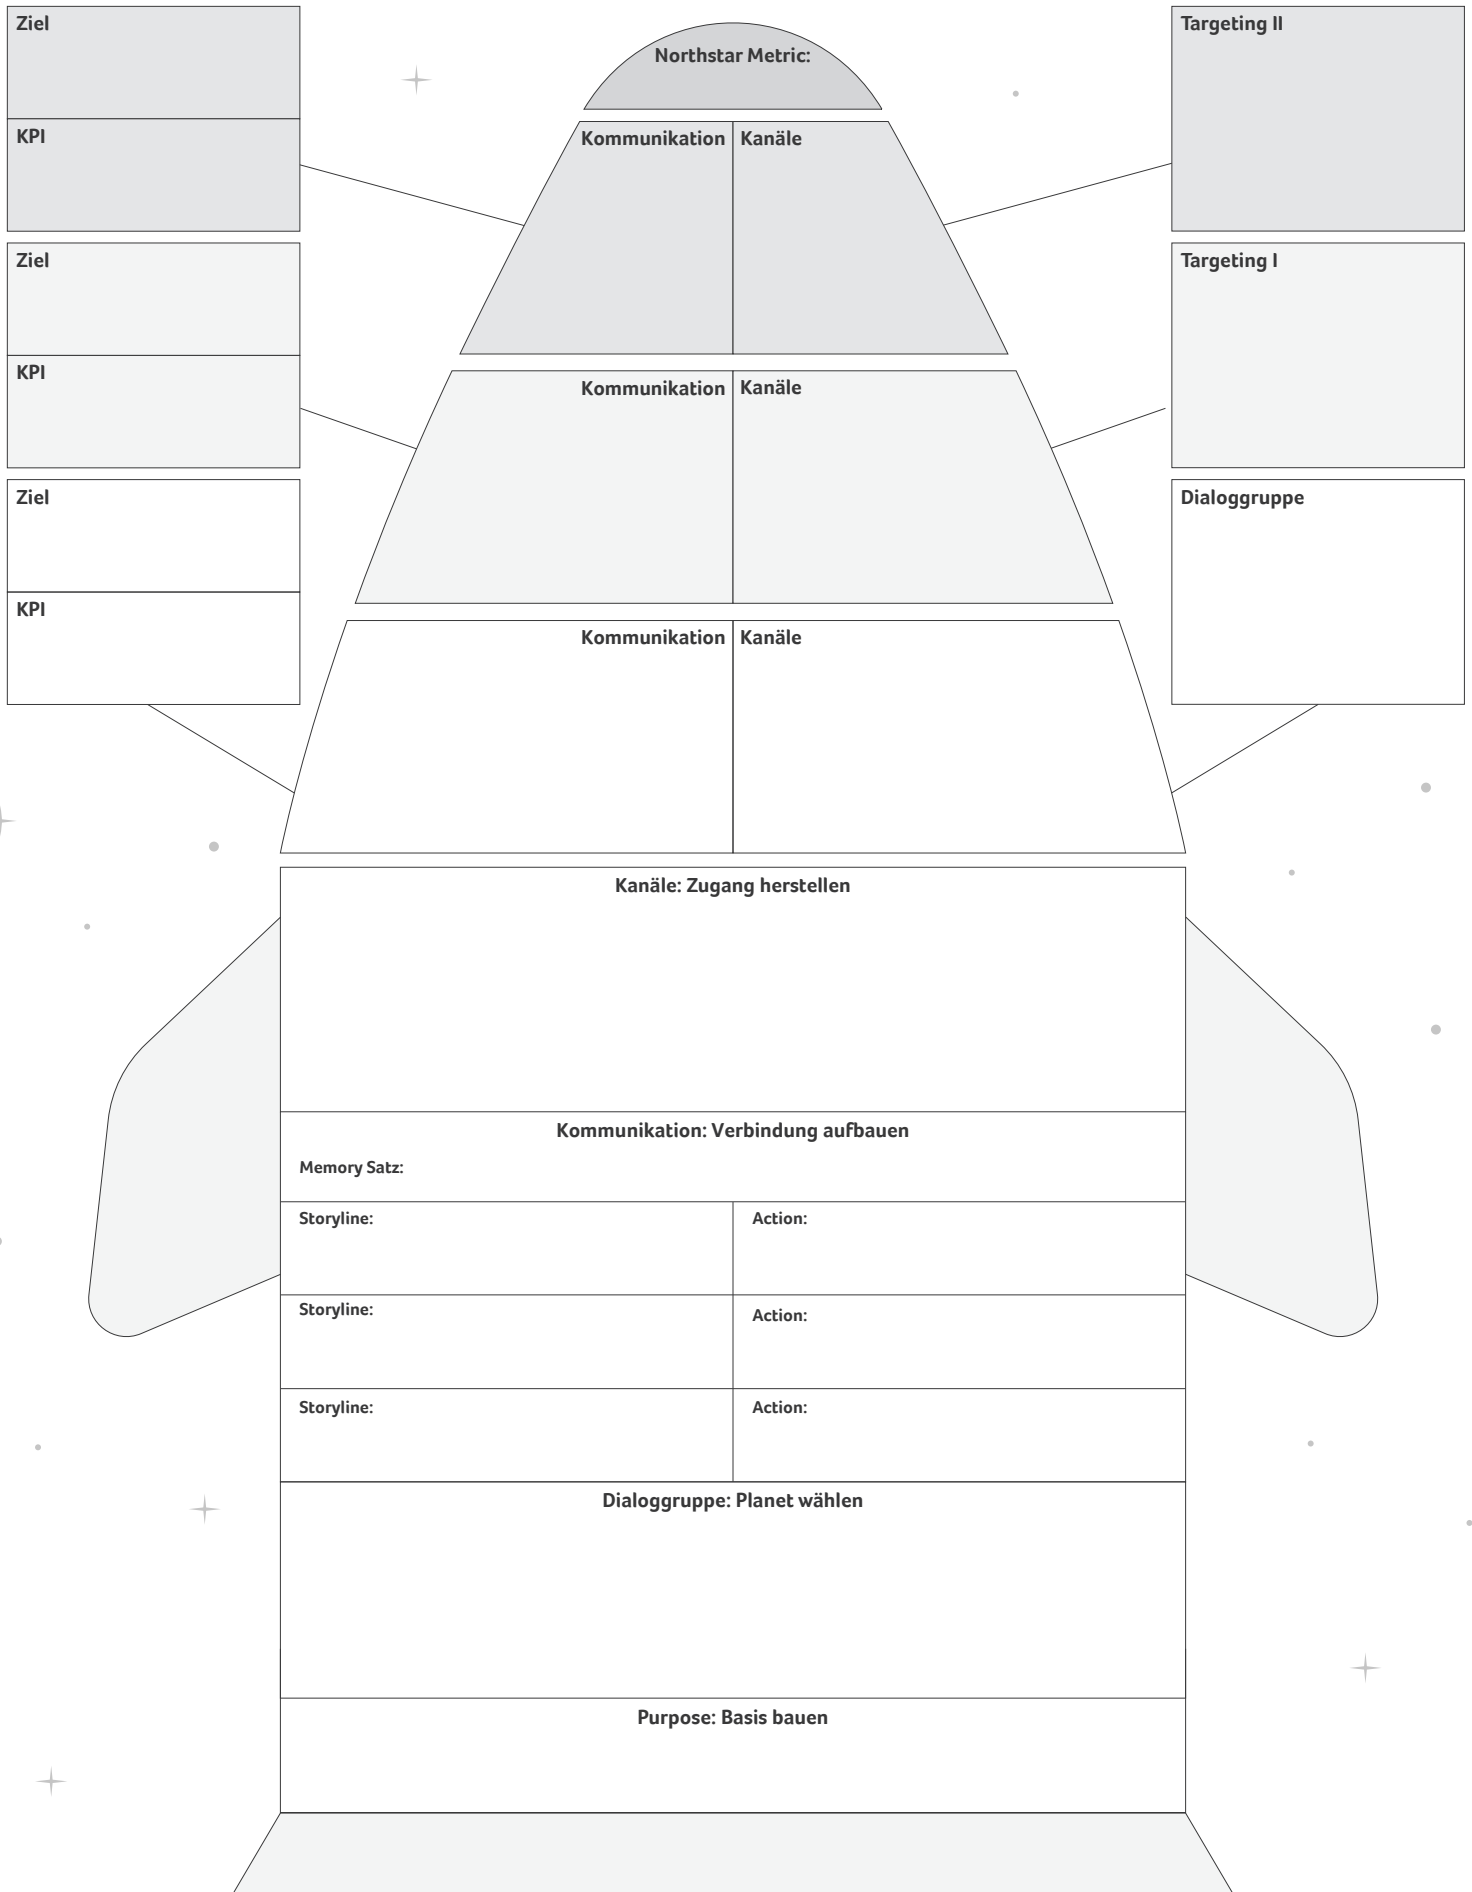 Ziel
Northstar Metric:
Targeting II
KPI
Kommunikation
Kanäle
Ziel
Targeting I
KPI
Kommunikation
Kanäle
Ziel
Dialoggruppe
KPI
Kommunikation
Kanäle
Kanäle: Zugang herstellen
Kommunikation: Verbindung aufbauen
Memory Satz:
Storyline:
Action:
Storyline:
Action:
Storyline:
Action:
Dialoggruppe: Planet wählen
Purpose: Basis bauen